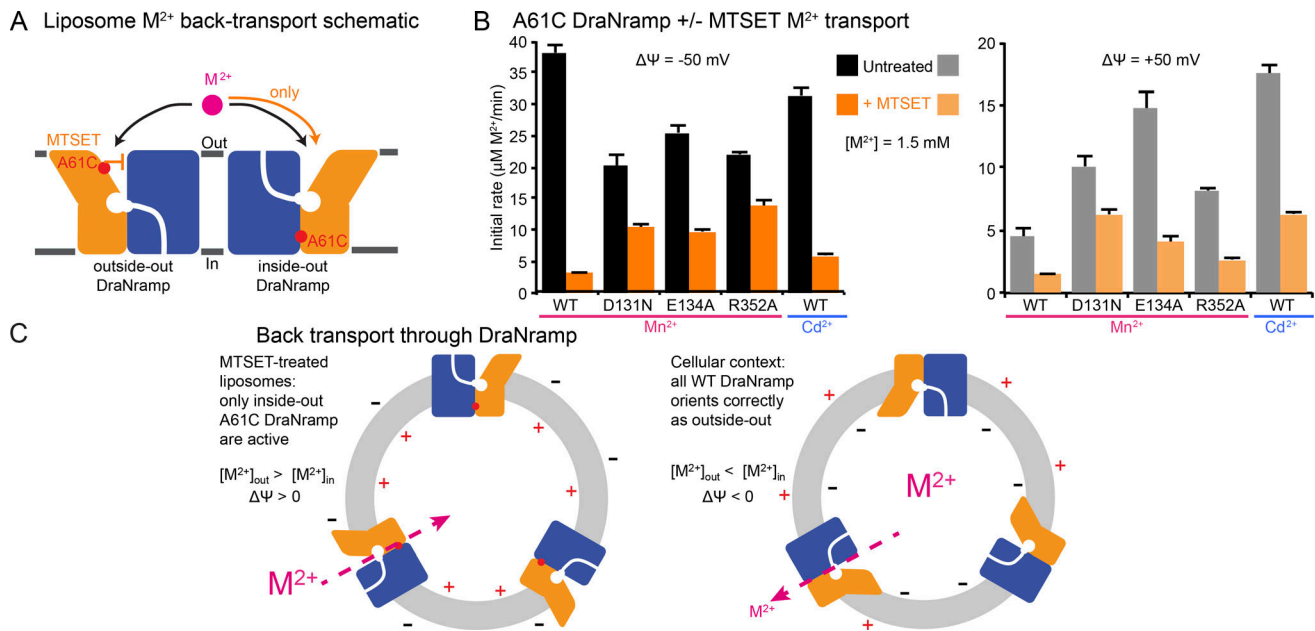 A Liposome M²⁺ back-transport schematic
M²⁺
only
MTSET
A61C
Out
In
A61C
outside-out
DraNramp
inside-out
DraNramp
B A61C DraNramp +/- MTSET M²⁺ transport
Initial rate (µM M²⁺/min)
40
35
30
25
20
15
10
5
0
ΔΨ = -50 mV
WT D131N E134A R352A WT
Mn²⁺ Cd²⁺
Untreated
+ MTSET
[M²⁺] = 1.5 mM
20
15
10
5
0
ΔΨ = +50 mV
WT D131N E134A R352A WT
Mn²⁺ Cd²⁺
C Back transport through DraNramp
MTSET-treated
liposomes:
only inside-out
A61C DraNramp
are active
[M²⁺]out > [M²⁺]in
ΔΨ > 0
M²⁺
- - - - - - - -
+ + + + + + +
Cellular context:
all WT DraNramp
orients correctly
as outside-out
[M²⁺]out < [M²⁺]in
ΔΨ < 0
M²⁺
M²⁺
+ + + + + + +
- - - - - - -